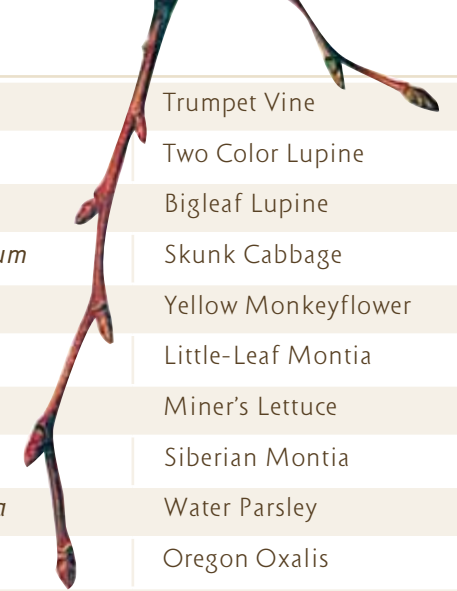 Trumpet Vine
Two Color Lupine
Bigleaf Lupine
um Skunk Cabbage
Yellow Monkeyflower
Little-Leaf Montia
Miner's Lettuce
Siberian Montia
a Water Parsley
Oregon Oxalis